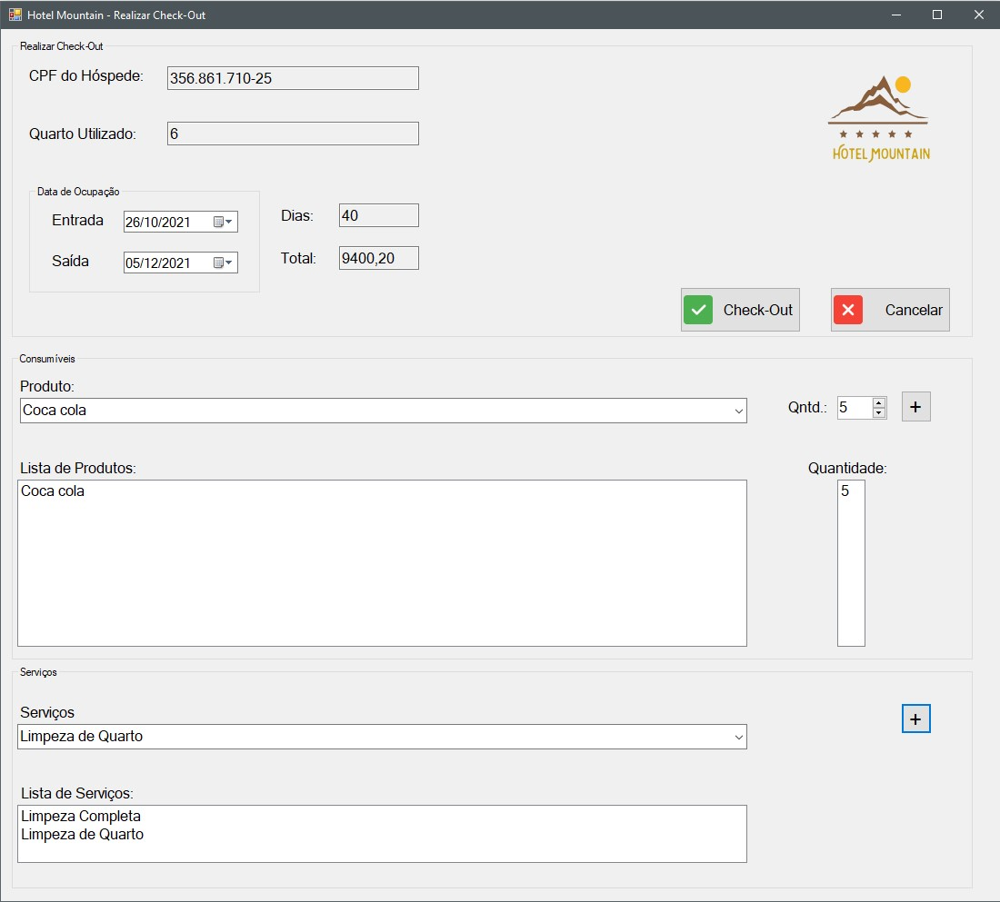 Hotel Mountain - Realizar Check-Out
Realizar Check-Out
CPF do Hóspede: 356.861.710-25
HOTEL MOUNTAIN
Quarto Utilizado: 6
Data de Ocupação
Entrada 26/10/2021
Dias: 40
Saída 05/12/2021
Total: 9400,20
Check-Out
Cancelar
Consumíveis
Produto:
Coca cola
Qntd.: 5 +
Lista de Produtos:
Quantidade:
Coca cola
5
Serviços
Serviços
Limpeza de Quarto
+
Lista de Serviços:
Limpeza Completa
Limpeza de Quarto